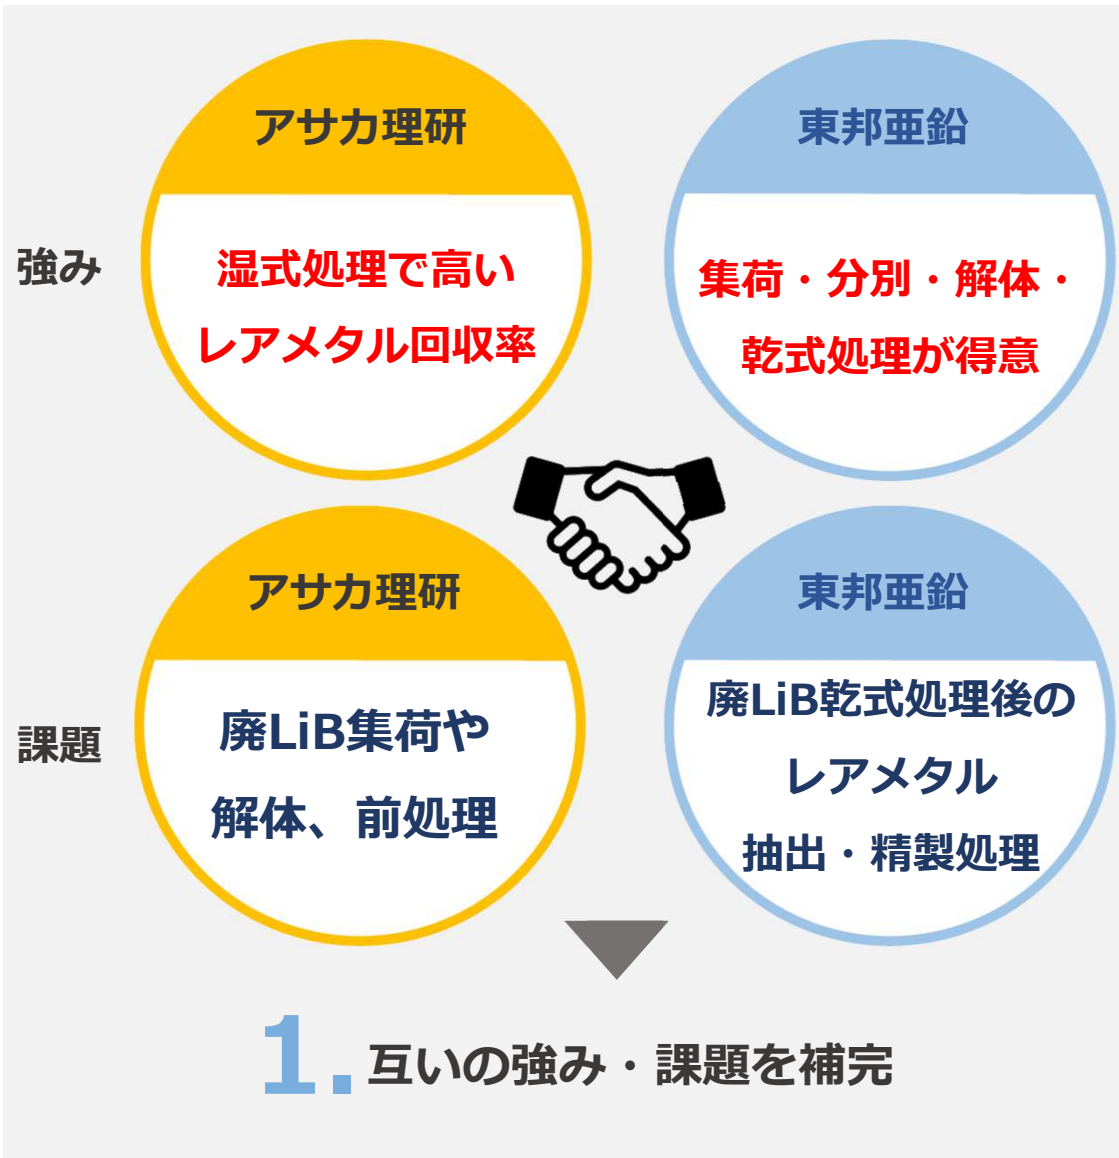 アサカ理研
東邦亜鉛
強み
湿式処理で高い
レアメタル回収率
集荷・分別・解体・
乾式処理が得意
アサカ理研
東邦亜鉛
課題
廃LiB集荷や
解体、前処理
廃LiB乾式処理後の
レアメタル
抽出・精製処理
1. 互いの強み・課題を補完